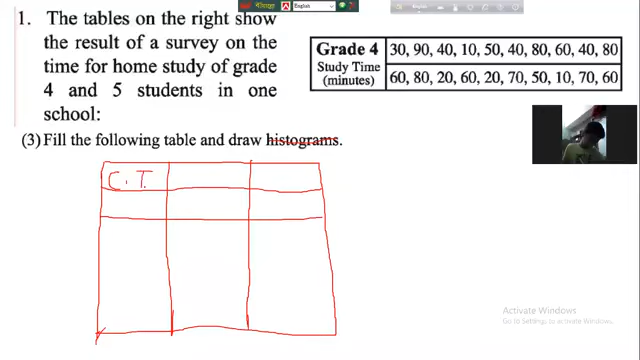 English
1. The tables on the right show
the result of a survey on the
time for home study of grade
4 and 5 students in one
school:
Grade 4 30, 90, 40, 10, 50, 40, 80, 60, 40, 80
Study Time
(minutes) 60, 80, 20, 60, 20, 70, 50, 10, 70, 60
(3) Fill the following table and draw histograms.
C.T.
Activate Windows
Go to Settings to activate Windows.